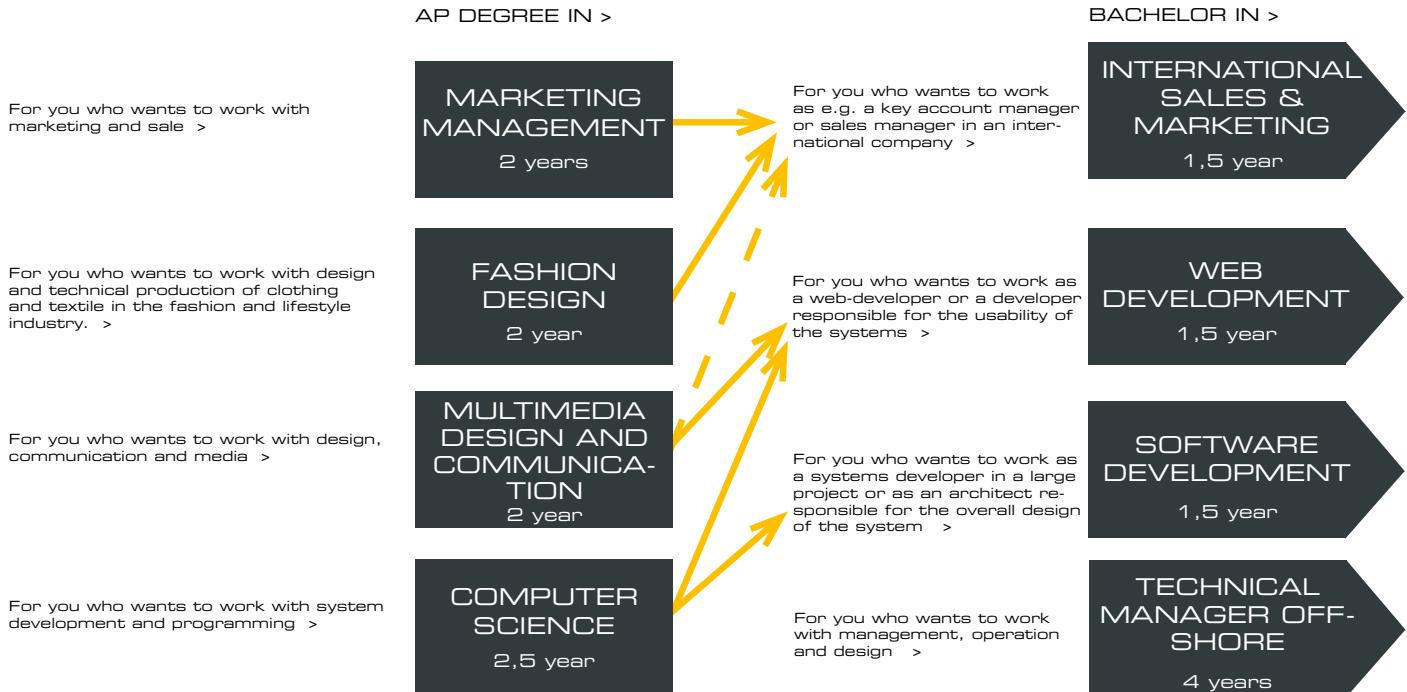 AP DEGREE IN >
BACHELOR IN >
For you who wants to work with
marketing and sale >
MARKETING
MANAGEMENT
2 years
For you who wants to work
as e.g. a key account manager
or sales manager in an inter-
national company >
INTERNATIONAL
SALES &
MARKETING
1,5 year
For you who wants to work with design
and technical production of clothing
and textile in the fashion and lifestyle
industry. >
FASHION
DESIGN
2 year
For you who wants to work as
a web-developer or a developer
responsible for the usability of
the systems >
WEB
DEVELOPMENT
1,5 year
For you who wants to work with design,
communication and media >
MULTIMEDIA
DESIGN AND
COMMUNICA-
TION
2 year
For you who wants to work as
a systems developer in a large
project or as an architect re-
sponsible for the overall design
of the system >
SOFTWARE
DEVELOPMENT
1,5 year
For you who wants to work with system
development and programming >
COMPUTER
SCIENCE
2,5 year
For you who wants to work
with management, operation
and design >
TECHNICAL
MANAGER OFF-
SHORE
4 years